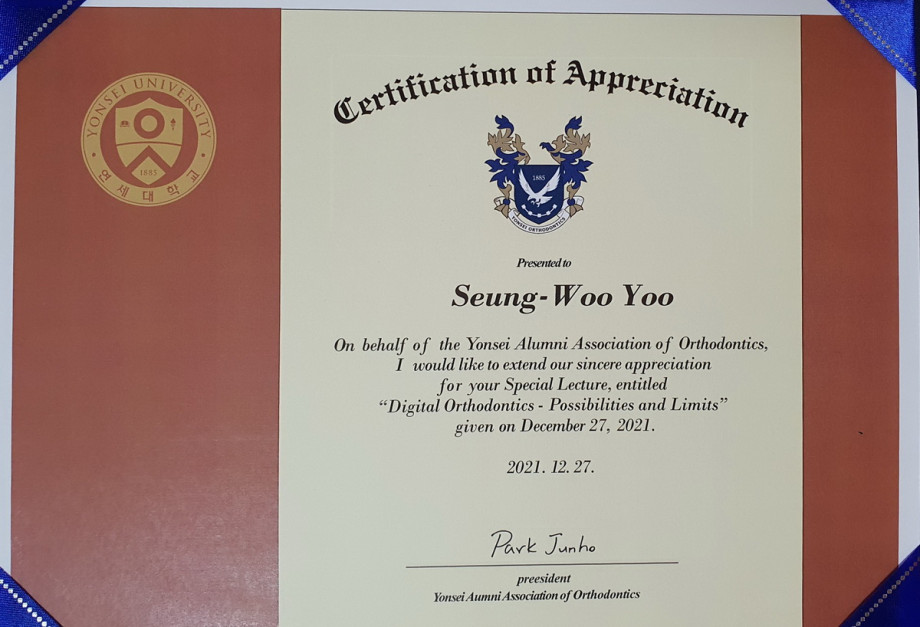 YONSEI UNIVERSITY
1885
연세대학교
Certification of Appreciation
1885
YONSEI ORTHODONTICS
Presented to
Seung-Woo Yoo
On behalf of the Yonsei Alumni Association of Orthodontics,
I would like to extend our sincere appreciation
for your Special Lecture, entitled
“Digital Orthodontics - Possibilities and Limits”
given on December 27, 2021.
2021. 12. 27.
Park Junho
preesident
Yonsei Aumni Association of Orthodontics